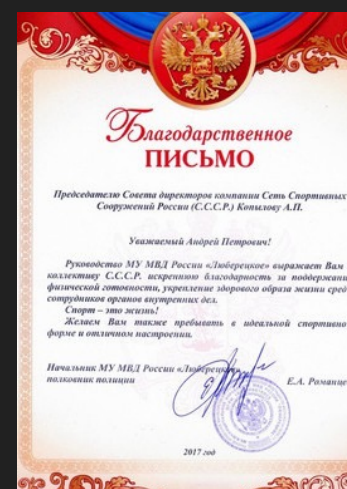 Благодарственное
ПИСЬМО
Председателю Совета директоров компании Сеть Спортивных
Сооружений России (С.С.С.Р.) Копылову А.П.
Уважаемый Андрей Петрович!
Руководство МУ МВД России «Люберецкое» выражает Вам
коллективу С.С.С.Р. искреннюю благодарность за поддержани
физической готовности, укрепление здорового образа жизни сред
сотрудников органов внутренних дел.
Спорт – это жизнь!
Желаем Вам также пребывать в идеальной спортивно
форме и отличном настроении.
Начальник МУ МВД России «Люберецкое»
полковник полиции
Е.А. Романце
2017 год